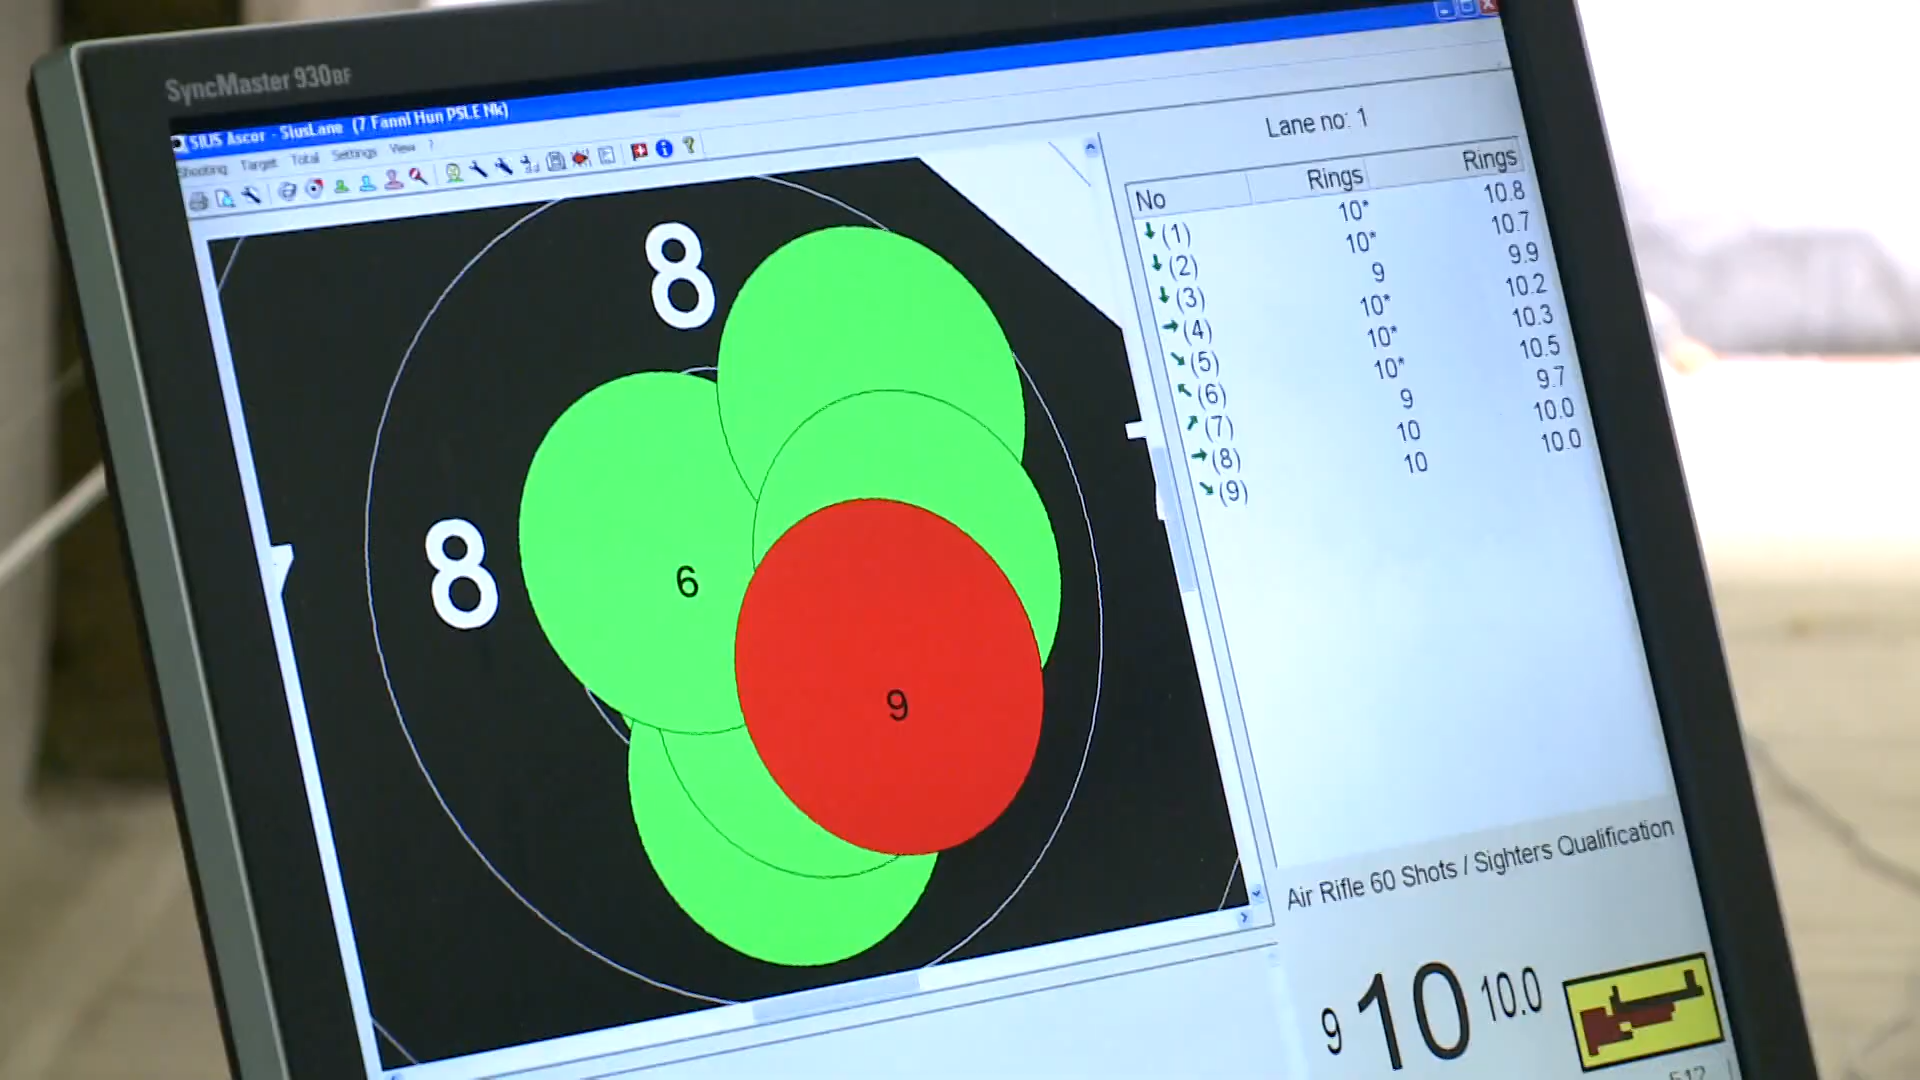 SyncMaster 930BF
SIUS Ascor - SiusLane (7 Fanni Hun PSLE Nk)
Shooting Target Total Settings View ?
Lane no: 1
No Rings Rings
(1) 10* 10.8
(2) 10* 10.7
(3) 9 9.9
(4) 10* 10.2
(5) 10* 10.3
(6) 10* 10.5
(7) 9 9.7
(8) 10 10.0
(9) 10 10.0
8
8
6
9
Air Rifle 60 Shots / Sighters Qualification
9 10 10.0